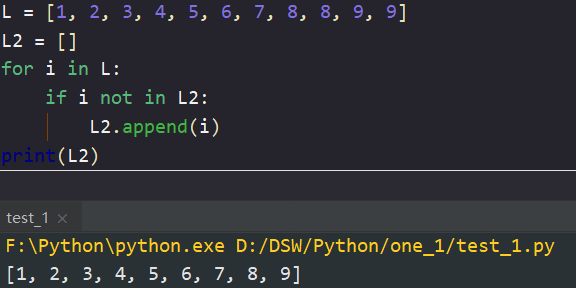 L = [1, 2, 3, 4, 5, 6, 7, 8, 8, 9, 9]
L2 = []
for i in L:
    if i not in L2:
        L2.append(i)
print(L2)
test_1 ×
F:\Python\python.exe D:/DSW/Python/one_1/test_1.py
[1, 2, 3, 4, 5, 6, 7, 8, 9]